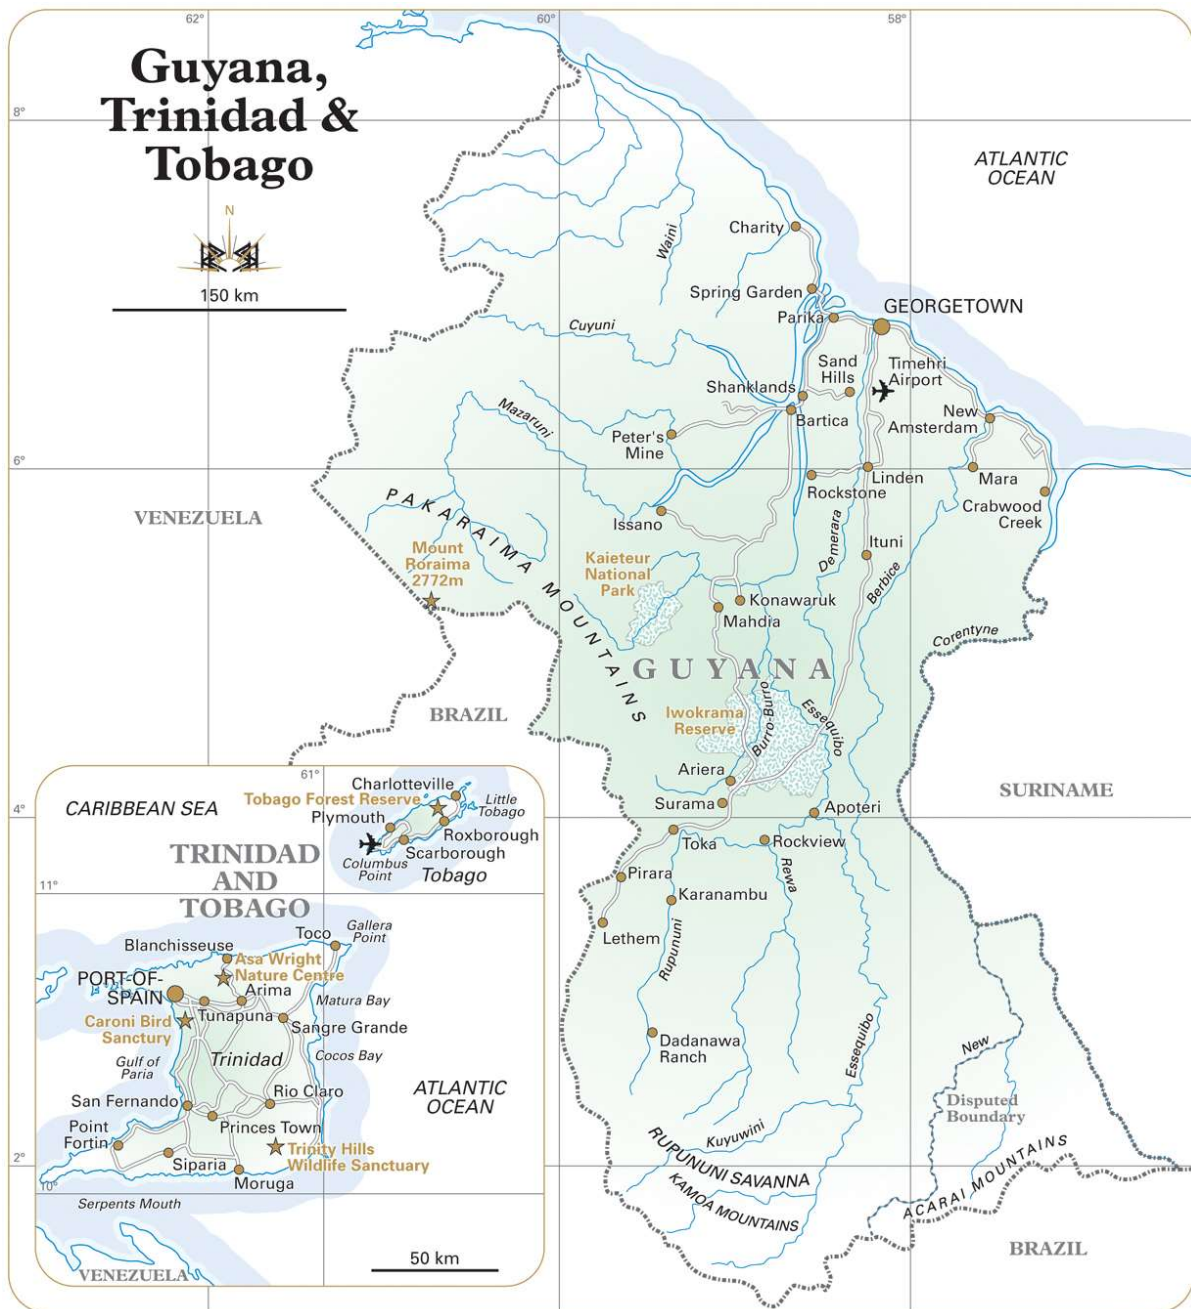 62°
60°
58°
Guyana,
Trinidad &
Tobago
8°
ATLANTIC
OCEAN
N
150 km
Charity
Waini
Spring Garden
GEORGETOWN
Parika
Cuyuni
Sand
Hills
Timehri
Airport
Shanklands
Mazaruni
New
Amsterdam
Bartica
Peter's
Mine
6°
Linden
Mara
Rockstone
PAKARAIMA MOUNTAINS
Crabwood
Creek
VENEZUELA
Issano
Demerara
Ituni
Mount
Roraima
2772m
Kaieteur
National
Park
Berbice
Konawaruk
Mahdia
Corentyne
GUYANA
BRAZIL
Iwokrama
Reserve
Burro-Burro
Essequibo
Ariera
SURINAME
Surama
Apoteri
4°
Toka
Rockview
Rewa
Pirara
Karanambu
Lethem
Rupununi
Dadanawa
Ranch
Essequibo
New
Disputed
Boundary
Kuyuwini
RUPUNUNI SAVANNA
KAMOA MOUNTAINS
ACARAI MOUNTAINS
2°
BRAZIL
61°
CARIBBEAN SEA
Charlotteville
Tobago Forest Reserve
Little
Tobago
Plymouth
Roxborough
Scarborough
Columbus
Point
Tobago
TRINIDAD
AND
TOBAGO
11°
Toco
Gallera
Point
Blanchisseuse
Asa Wright
Nature Centre
PORT-OF-
SPAIN
Arima
Matura Bay
Tunapuna
Caroni Bird
Sanctury
Sangre Grande
Trinidad
Cocos Bay
Gulf of
Paria
ATLANTIC
OCEAN
San Fernando
Rio Claro
Point
Fortin
Princes Town
Trinity Hills
Wildlife Sanctuary
Siparia
Moruga
10°
Serpents Mouth
50 km
VENEZUELA